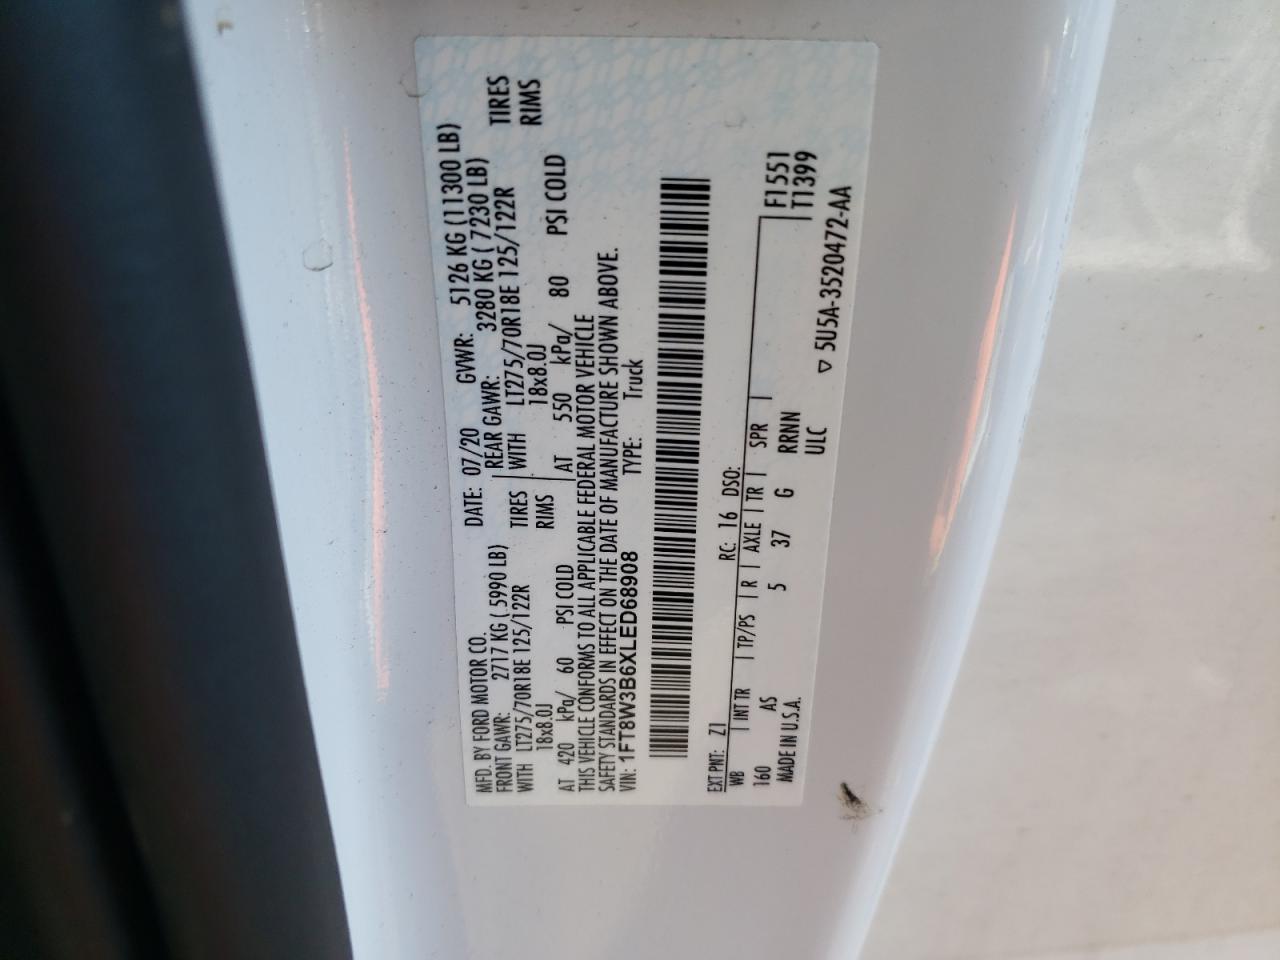 MFD. BY FORD MOTOR CO.
DATE: 07/20 GVWR: 5126 KG (11300 LB)
FRONT GAWR: 2717 KG ( 5990 LB) REAR GAWR: 3280 KG ( 7230 LB)
WITH LT275/70R18E 125/122R TIRES WITH LT275/70R18E 125/122R TIRES
18x8.0J RIMS 18x8.0J RIMS
AT 420 kPa/ 60 PSI COLD AT 550 kPa/ 80 PSI COLD
THIS VEHICLE CONFORMS TO ALL APPLICABLE FEDERAL MOTOR VEHICLE
SAFETY STANDARDS IN EFFECT ON THE DATE OF MANUFACTURE SHOWN ABOVE.
VIN: 1FT8W3B6XLED68908 TYPE: Truck
EXT PNT: Z1 RC: 16 DSO:
WB INT TR TP/PS R AXLE TR SPR F1551
160 AS 5 37 G RRNN T1399
MADE IN U.S.A. ULC
▽ 5U5A-3520472-AA